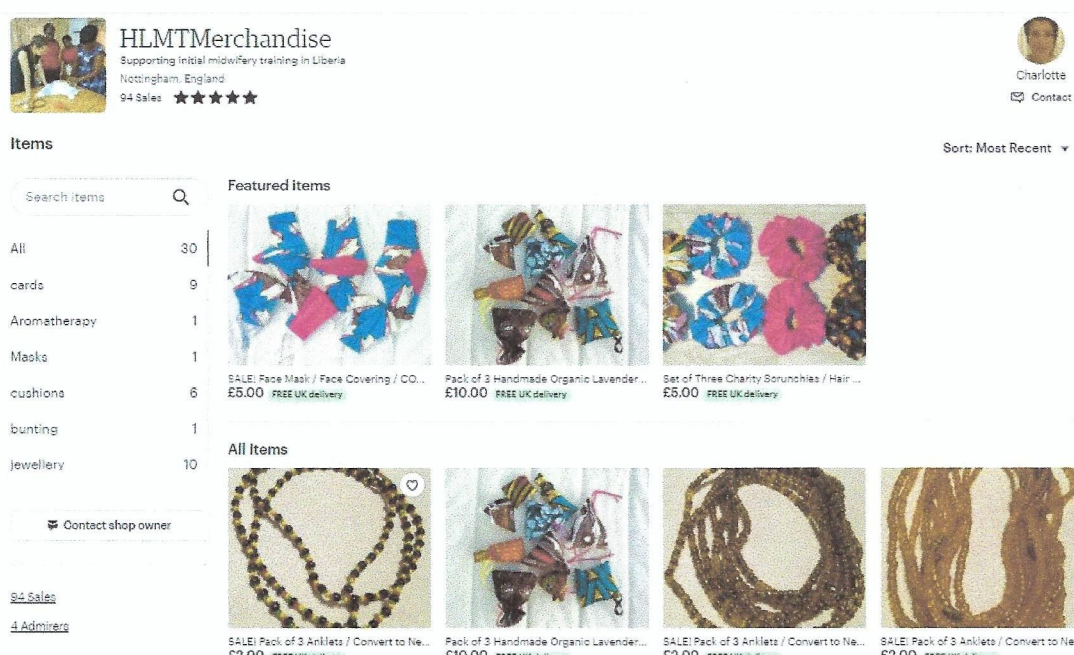 HLMTMerchandise
Supporting initial midwifery training in Liberia
Nottingham, England
94 Sales
Charlotte
Contact
Items
Sort: Most Recent
Search items
All 30
cards 9
Aromatherapy 1
Masks 1
cushions 6
bunting 1
jewellery 10
Contact shop owner
94 Sales
4 Admirers
Featured items
SALE! Face Mask / Face Covering / CO...
£5.00 FREE UK delivery
Pack of 3 Handmade Organic Lavender...
£10.00 FREE UK delivery
Set of Three Charity Scrunchies / Hair ...
£5.00 FREE UK delivery
All Items
SALE! Pack of 3 Anklets / Convert to Ne...
Pack of 3 Handmade Organic Lavender...
SALE! Pack of 3 Anklets / Convert to Ne...
SALE! Pack of 3 Anklets / Convert to Ne